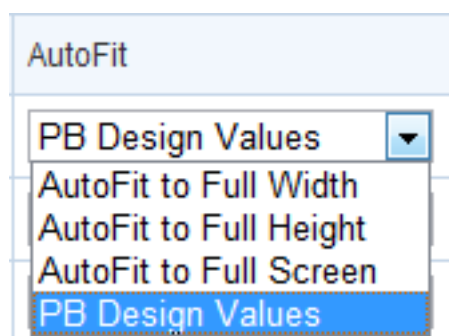 AutoFit
PB Design Values
AutoFit to Full Width
AutoFit to Full Height
AutoFit to Full Screen
PB Design Values